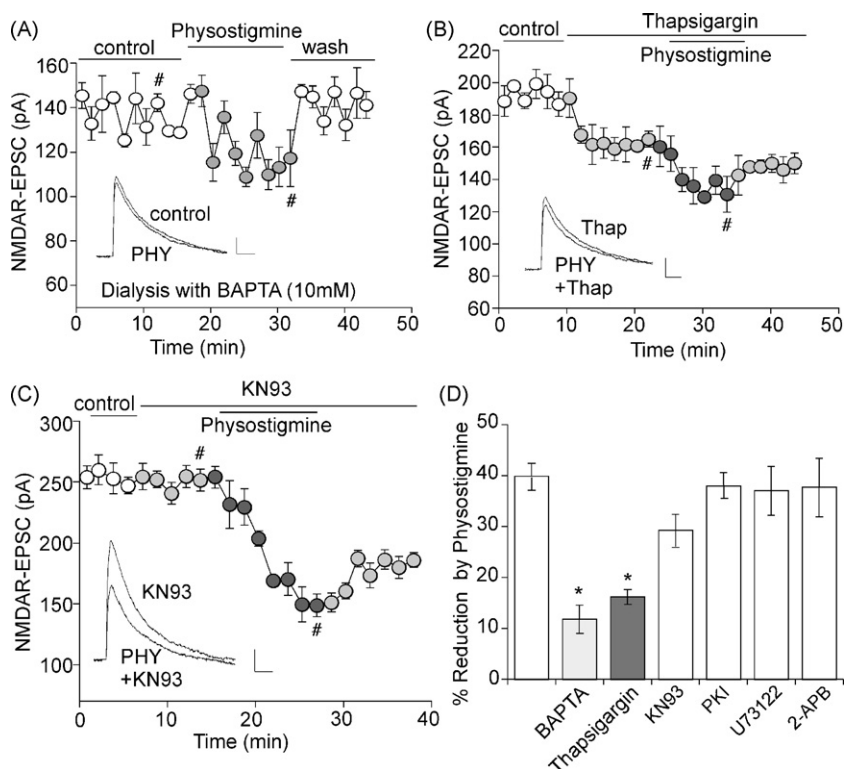 (A)
Physostigmine
control
wash
#
160
140
120
100
80
60
NMDAR-EPSC (pA)
#
control
PHY
Dialysis with BAPTA (10mM)
0
10
20
30
40
50
Time (min)
(B)
Thapsigargin
control
Physostigmine
220
200
180
160
140
120
100
80
60
NMDAR-EPSC (pA)
#
#
Thap
PHY
+Thap
0
10
20
30
40
50
Time (min)
(C)
KN93
control
Physostigmine
300
250
200
150
100
NMDAR-EPSC (pA)
#
KN93
#
PHY
+KN93
0
10
20
30
40
Time (min)
(D)
50
40
30
20
10
0
% Reduction by Physostigmine
*
*
BAPTA
Thapsigargin
KN93
PKI
U73122
2-APB